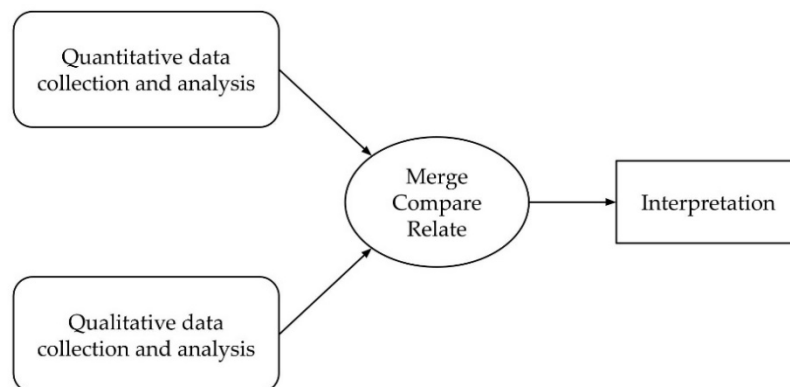 Quantitative data
collection and analysis
Merge
Compare
Relate
Interpretation
Qualitative data
collection and analysis